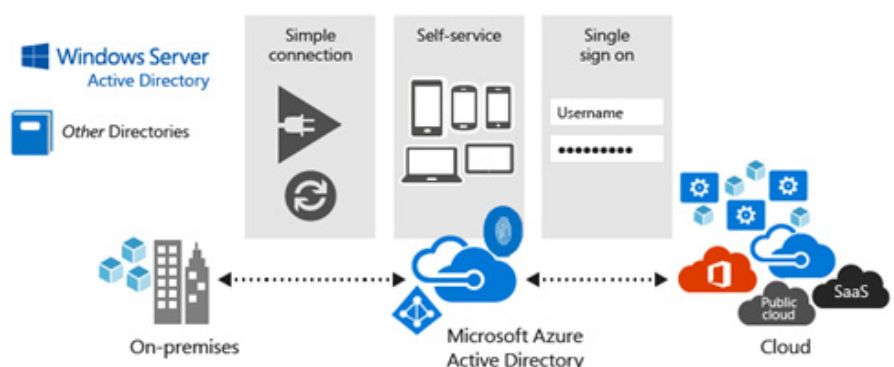 Windows Server
Active Directory
Other Directories
Simple
connection
Self-service
Single
sign on
Username
•••••••••
On-premises
Microsoft Azure
Active Directory
Public
cloud
SaaS
Cloud